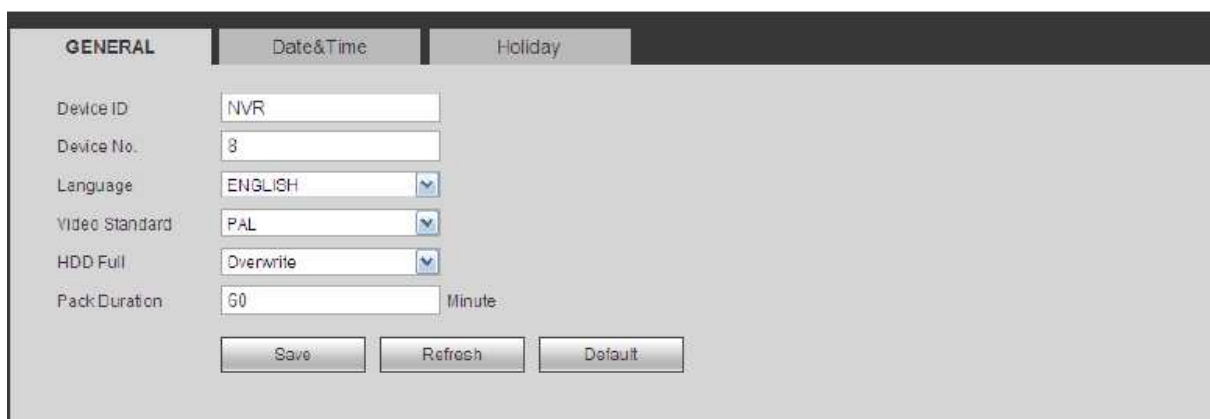 GENERAL Date&Time Holiday
Device ID NVR
Device No. 8
Language ENGLISH
Video Standard PAL
HDD Full Overwrite
Pack Duration 60 Minute
Save Refresh Default